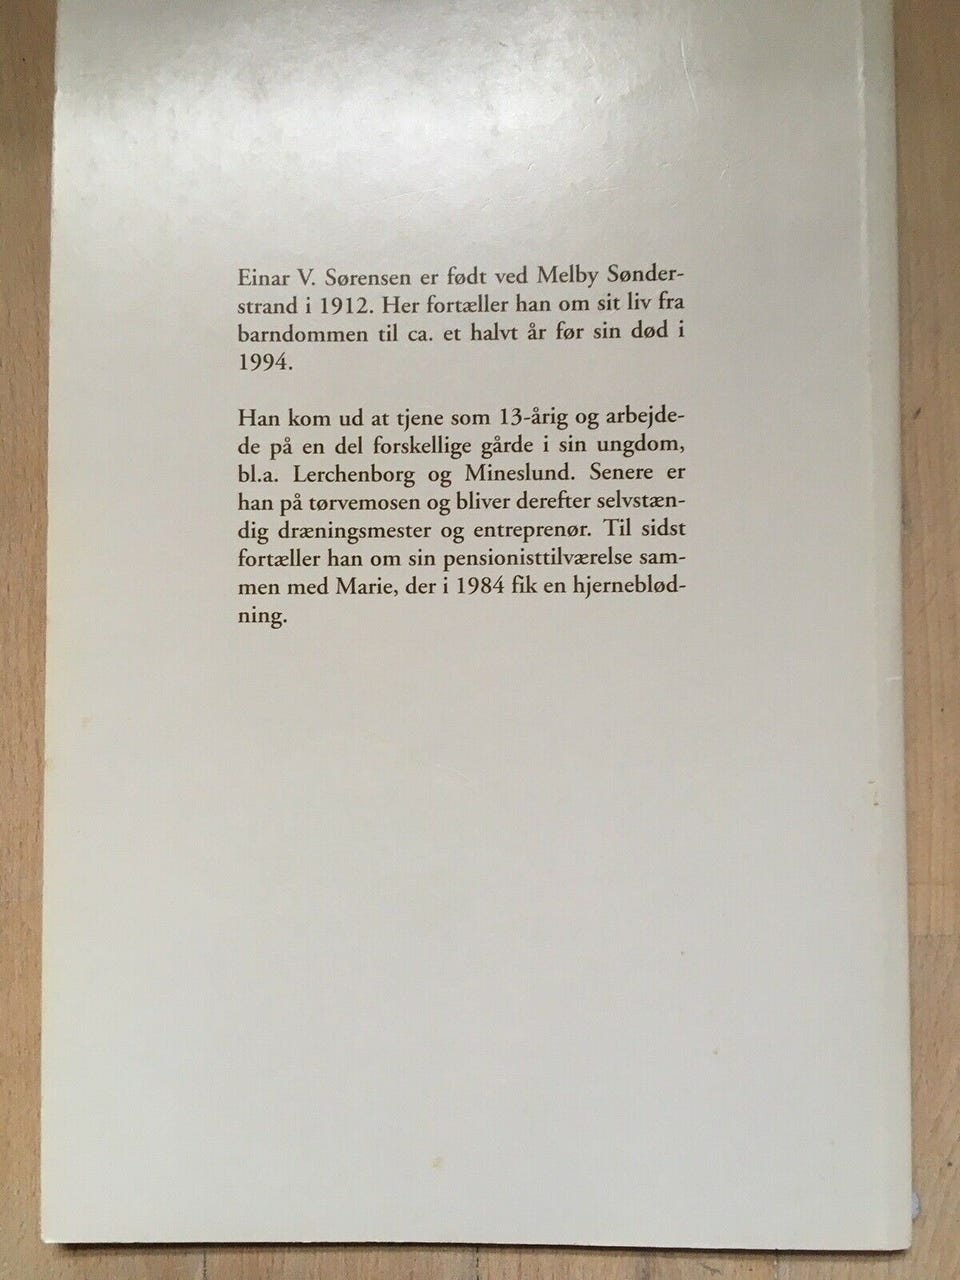 Einar V. Sørensen er født ved Melby Sønder-
strand i 1912. Her fortæller han om sit liv fra
barndommen til ca. et halvt år før sin død i
1994.
Han kom ud at tjene som 13-årig og arbejde-
de på en del forskellige gårde i sin ungdom,
bl.a. Lerchenborg og Mineslund. Senere er
han på tørvemosen og bliver derefter selvstæn-
dig dræningsmester og entreprenør. Til sidst
fortæller han om sin pensionisttilværelse sam-
men med Marie, der i 1984 fik en hjerneblød-
ning.